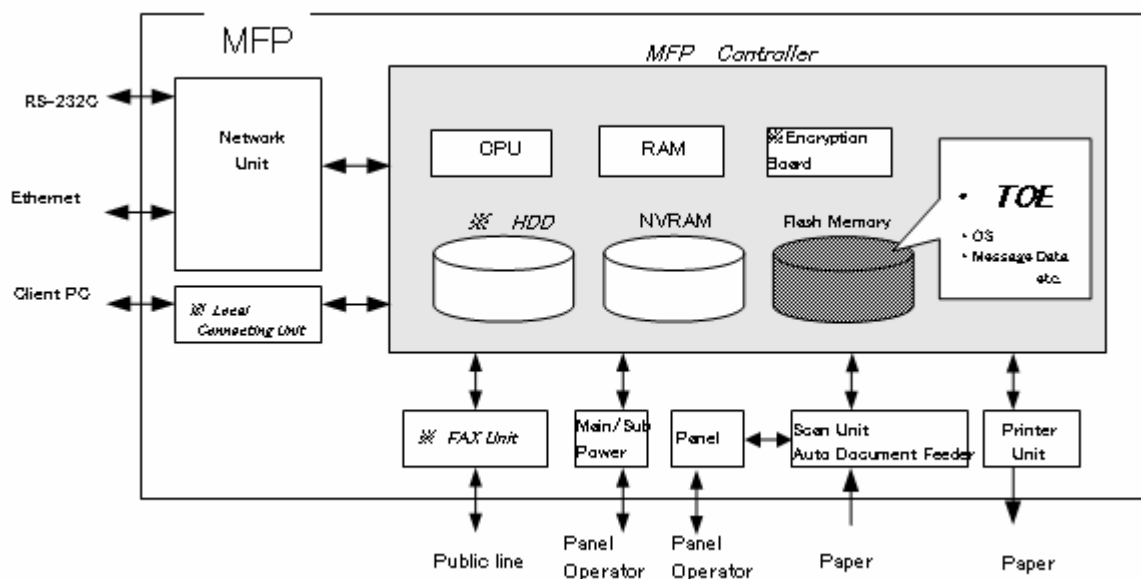 MFP
MFP Controller
RS-232C
Network
Unit
CPU
RAM
※Encryption
Board
・ TOE
・OS
・Message Data
etc.
Ethernet
※ HDD
NVRAM
Flash Memory
Client PC
※ Local
Connecting Unit
※ FAX Unit
Main/Sub
Power
Panel
Scan Unit
Auto Document Feeder
Printer
Unit
Public line
Panel
Operator
Panel
Operator
Paper
Paper